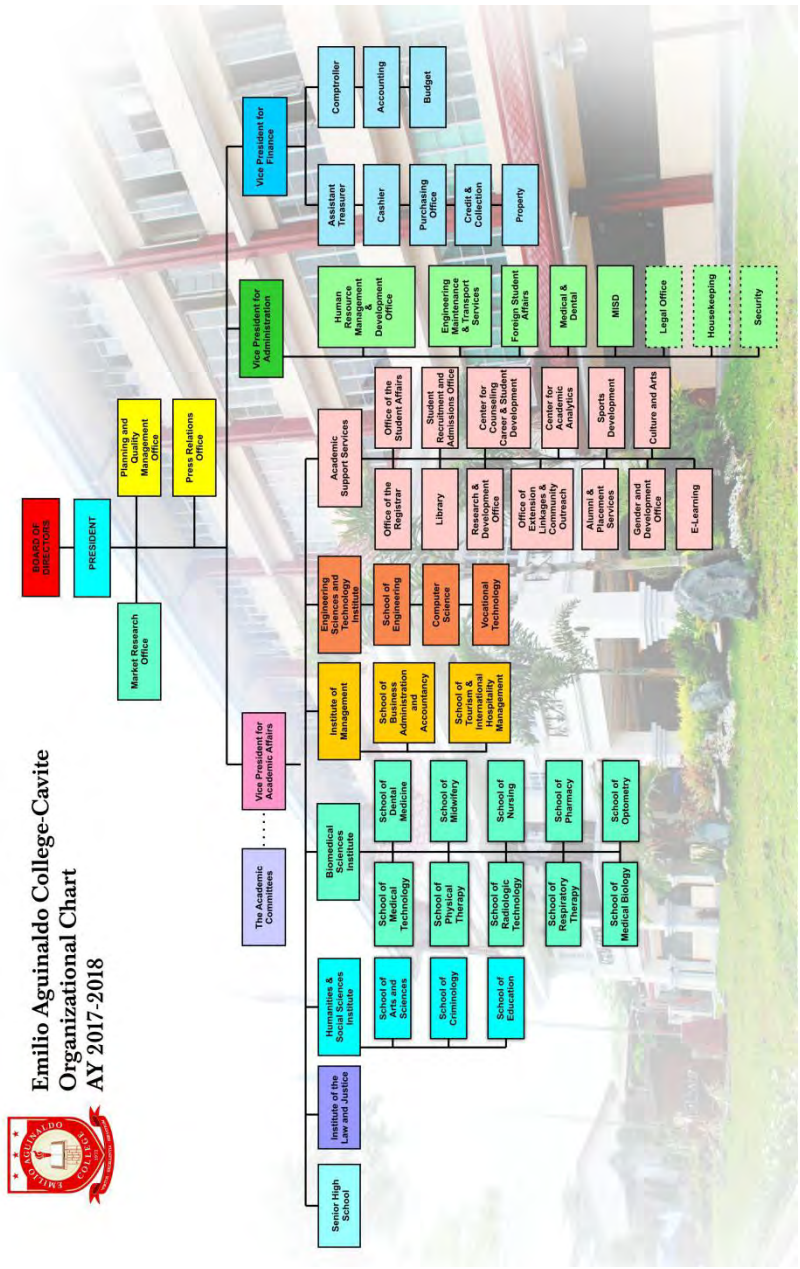 Emilio Aguinaldo College-Cavite
Organizational Chart
AY 2017-2018
EMILIO AGUINALDO
COLLEGE
BOARD OF
DIRECTORS
PRESIDENT
Market Research
Office
Planning and
Quality
Management
Office
Press Relations
Office
The Academic
Committees
Vice President for
Academic Affairs
Vice President for
Administration
Vice President for
Finance
Senior High
School
Institute of the
Law and Justice
Humanities &
Social Sciences
Institute
School of
Arts and
Sciences
School of
Criminology
School of
Education
Biomedical
Sciences
Institute
School of
Medical
Technology
School of
Dental
Medicine
School of
Physical
Therapy
School of
Midwifery
School of
Radiologic
Technology
School of
Nursing
School of
Respiratory
Therapy
School of
Pharmacy
School of
Medical Biology
School of
Optometry
Institute of
Management
School of
Business
Administration
and
Accountancy
School of
Tourism &
International
Hospitality
Management
Engineering
Sciences and
Technology
Institute
School of
Engineering
Computer
Science
Vocational
Technology
Academic
Support Services
Office of the
Registrar
Office of the
Student Affairs
Library
Student
Recruitment and
Admissions Office
Research &
Development
Office
Center for
Counseling
Career & Student
Development
Office of
Extension
Linkages &
Community
Outreach
Center for
Academic
Analytics
Alumni &
Placement
Services
Sports
Development
Gender and
Development
Office
Culture and Arts
E-Learning
Human
Resource
Management
&
Development
Office
Engineering
Maintenance
& Transport
Services
Foreign Student
Affairs
Medical &
Dental
MISD
Legal Office
Housekeeping
Security
Assistant
Treasurer
Cashier
Purchasing
Office
Credit &
Collection
Property
Comptroller
Accounting
Budget